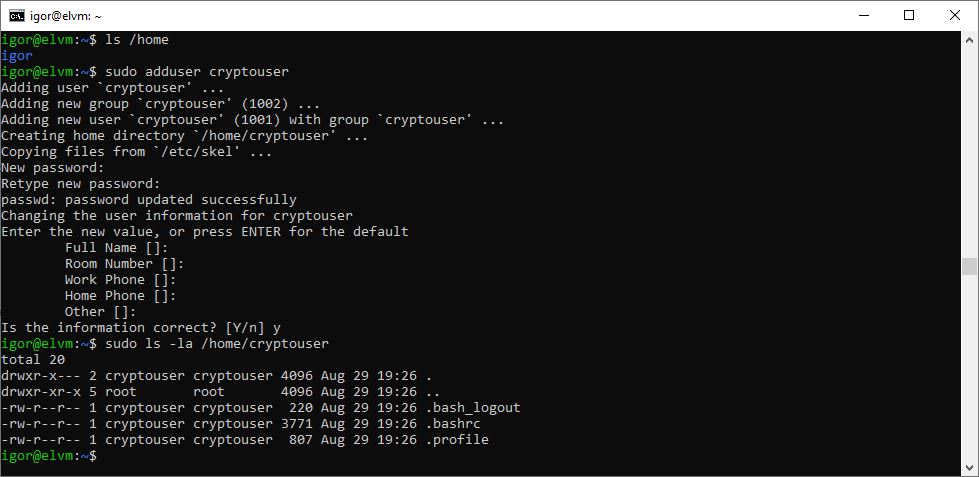 igor@elvm: ~
igor@elvm:~$ ls /home
igor
igor@elvm:~$ sudo adduser cryptouser
Adding user `cryptouser' ...
Adding new group `cryptouser' (1002) ...
Adding new user `cryptouser' (1001) with group `cryptouser' ...
Creating home directory `/home/cryptouser' ...
Copying files from `/etc/skel' ...
New password:
Retype new password:
passwd: password updated successfully
Changing the user information for cryptouser
Enter the new value, or press ENTER for the default
        Full Name []:
        Room Number []:
        Work Phone []:
        Home Phone []:
        Other []:
Is the information correct? [Y/n] y
igor@elvm:~$ sudo ls -la /home/cryptouser
total 20
drwxr-x--- 2 cryptouser cryptouser 4096 Aug 29 19:26 .
drwxr-xr-x 5 root       root       4096 Aug 29 19:26 ..
-rw-r--r-- 1 cryptouser cryptouser  220 Aug 29 19:26 .bash_logout
-rw-r--r-- 1 cryptouser cryptouser 3771 Aug 29 19:26 .bashrc
-rw-r--r-- 1 cryptouser cryptouser  807 Aug 29 19:26 .profile
igor@elvm:~$